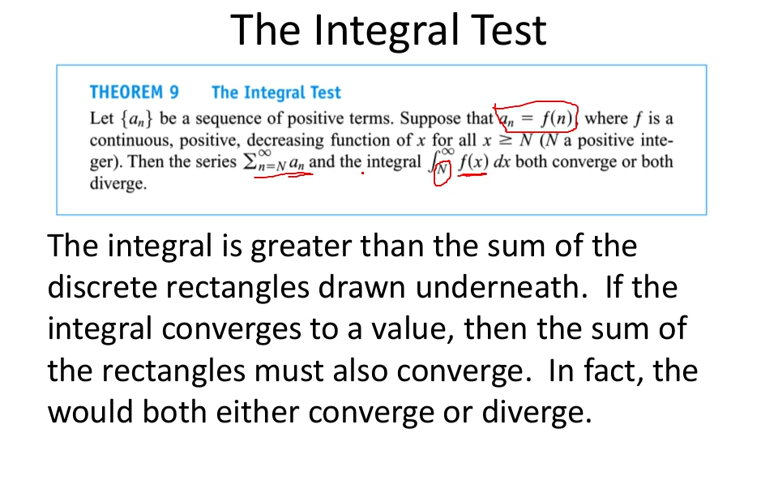 The Integral Test
THEOREM 9 The Integral Test
Let {aₙ} be a sequence of positive terms. Suppose that aₙ = f(n), where f is a
continuous, positive, decreasing function of x for all x ≥ N (N a positive inte-
ger). Then the series ∑ₙ₌N^∞ aₙ and the integral ∫_N^∞ f(x) dx both converge or both
diverge.
The integral is greater than the sum of the
discrete rectangles drawn underneath. If the
integral converges to a value, then the sum of
the rectangles must also converge. In fact, the
would both either converge or diverge.